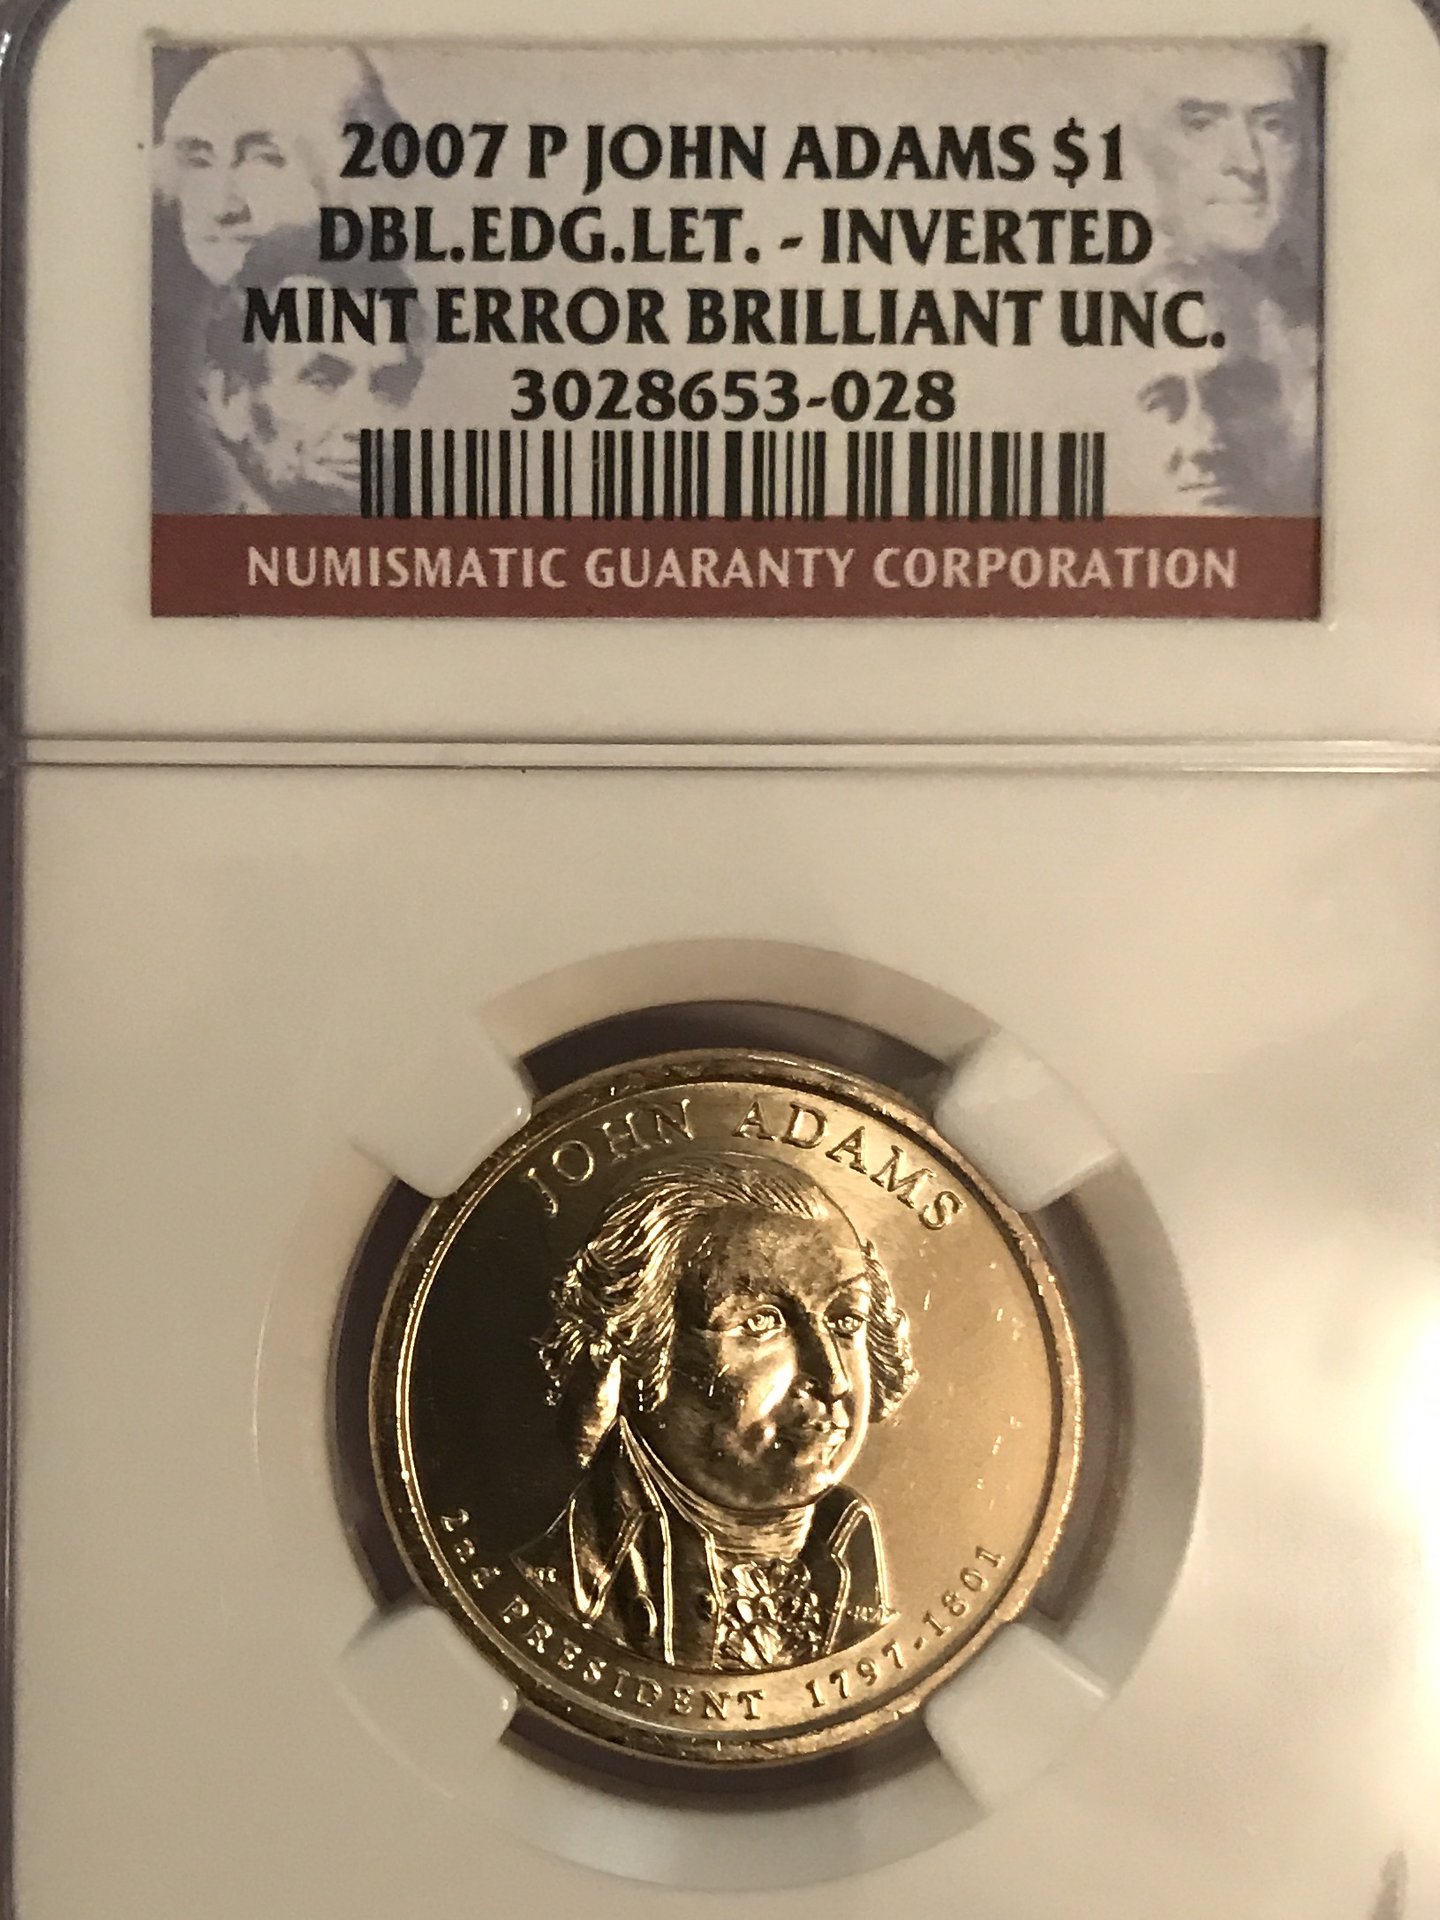 2007 P JOHN ADAMS $1
DBL.EDG.LET. - INVERTED
MINT ERROR BRILLIANT UNC.
3028653-028
NUMISMATIC GUARANTY CORPORATION
JOHN ADAMS
2nd PRESIDENT 1797-1801